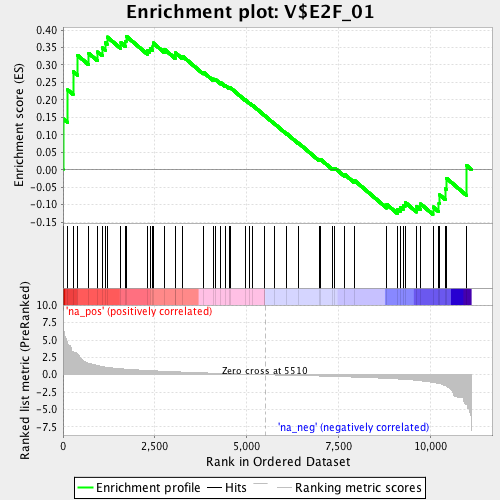 Enrichment plot: V$E2F_01
Enrichment score (ES)
0.40
0.35
0.30
0.25
0.20
0.15
0.10
0.05
0.00
-0.05
-0.10
-0.15
Ranked list metric (PreRanked)
10.0
7.5
5.0
2.5
0.0
-2.5
-5.0
-7.5
'na_pos' (positively correlated)
Zero cross at 5510
'na_neg' (negatively correlated)
0 2,500 5,000 7,500 10,000
Rank in Ordered Dataset
Enrichment profile Hits Ranking metric scores